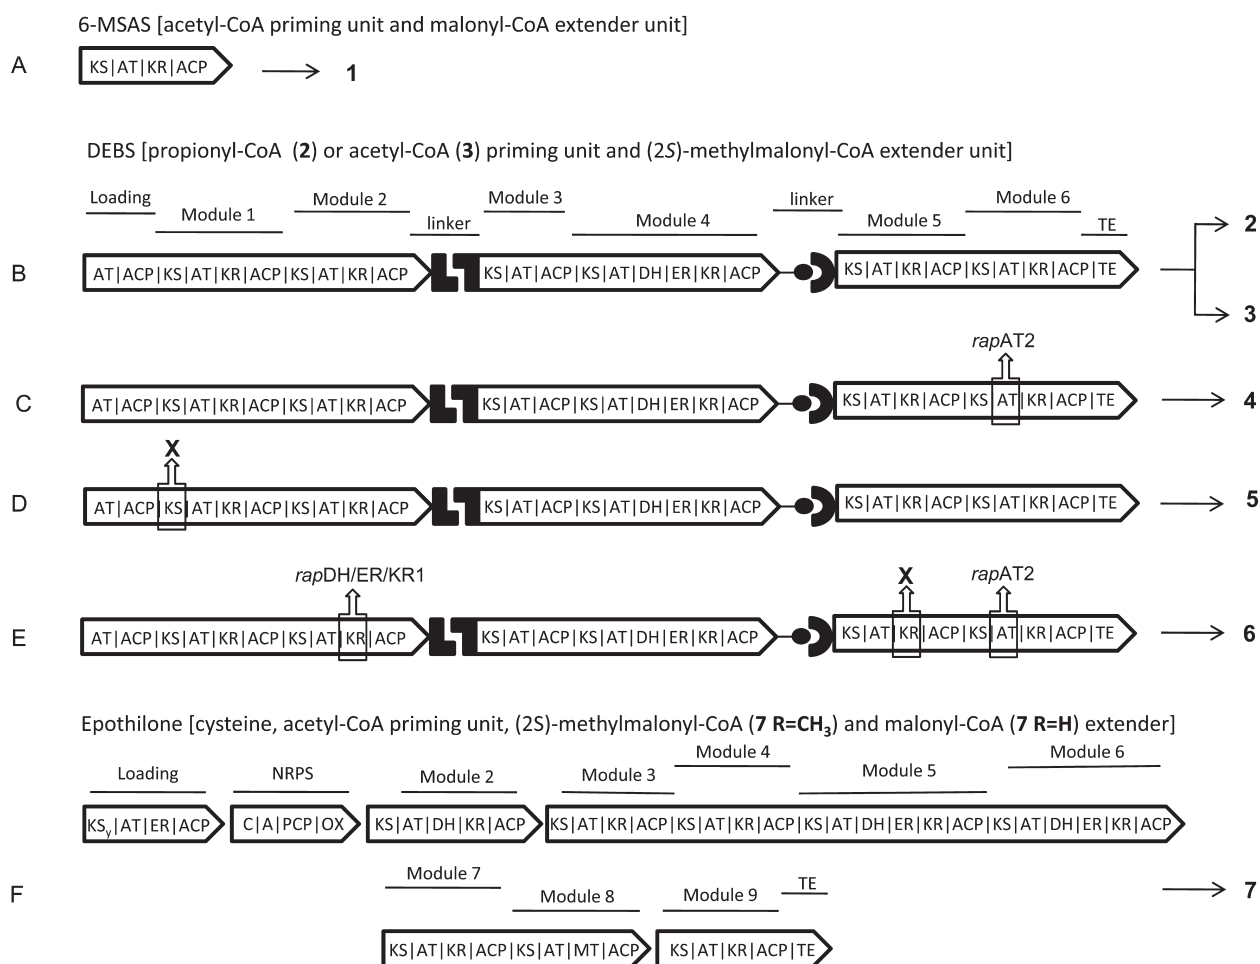 6-MSAS [acetyl-CoA priming unit and malonyl-CoA extender unit]
A KS|AT|KR|ACP 1
DEBS [propionyl-CoA (2) or acetyl-CoA (3) priming unit and (2S)-methylmalonyl-CoA extender unit]
Loading Module 1 Module 2 linker Module 3 Module 4 linker Module 5 Module 6 TE
2
B AT|ACP|KS|AT|KR|ACP|KS|AT|KR|ACP KS|AT|ACP|KS|AT|DH|ER|KR|ACP KS|AT|KR|ACP|KS|AT|KR|ACP|TE
3
rapAT2
C AT|ACP|KS|AT|KR|ACP|KS|AT|KR|ACP KS|AT|ACP|KS|AT|DH|ER|KR|ACP KS|AT|KR|ACP|KS|AT|KR|ACP|TE 4
X
D AT|ACP|KS|AT|KR|ACP|KS|AT|KR|ACP KS|AT|ACP|KS|AT|DH|ER|KR|ACP KS|AT|KR|ACP|KS|AT|KR|ACP|TE 5
rapDH/ER/KR1 X rapAT2
E AT|ACP|KS|AT|KR|ACP|KS|AT|KR|ACP KS|AT|ACP|KS|AT|DH|ER|KR|ACP KS|AT|KR|ACP|KS|AT|KR|ACP|TE 6
Epothilone [cysteine, acetyl-CoA priming unit, (2S)-methylmalonyl-CoA (7 R=CH₃) and malonyl-CoA (7 R=H) extender]
Loading NRPS Module 2 Module 3 Module 4 Module 5 Module 6
KSy|AT|ER|ACP C|A|PCP|OX KS|AT|DH|KR|ACP KS|AT|KR|ACP|KS|AT|KR|ACP|KS|AT|DH|ER|KR|ACP|KS|AT|DH|ER|KR|ACP
F Module 7 Module 8 Module 9 TE 7
KS|AT|KR|ACP|KS|AT|MT|ACP KS|AT|KR|ACP|TE